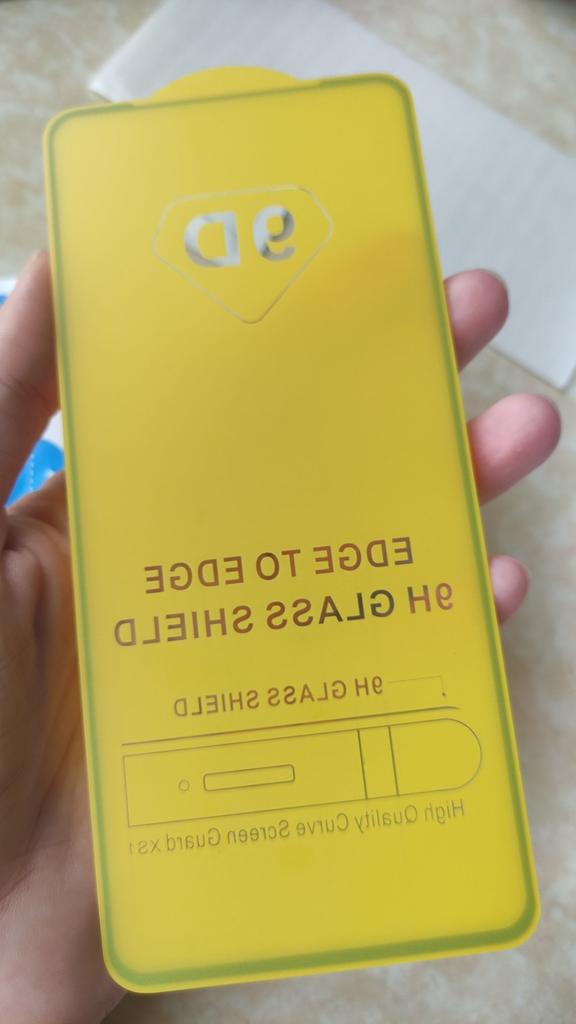 9D
EDGE TO EDGE
9H GLASS SHIELD
9H GLASS SHIELD
High Quality Curve Screen Guard XS1